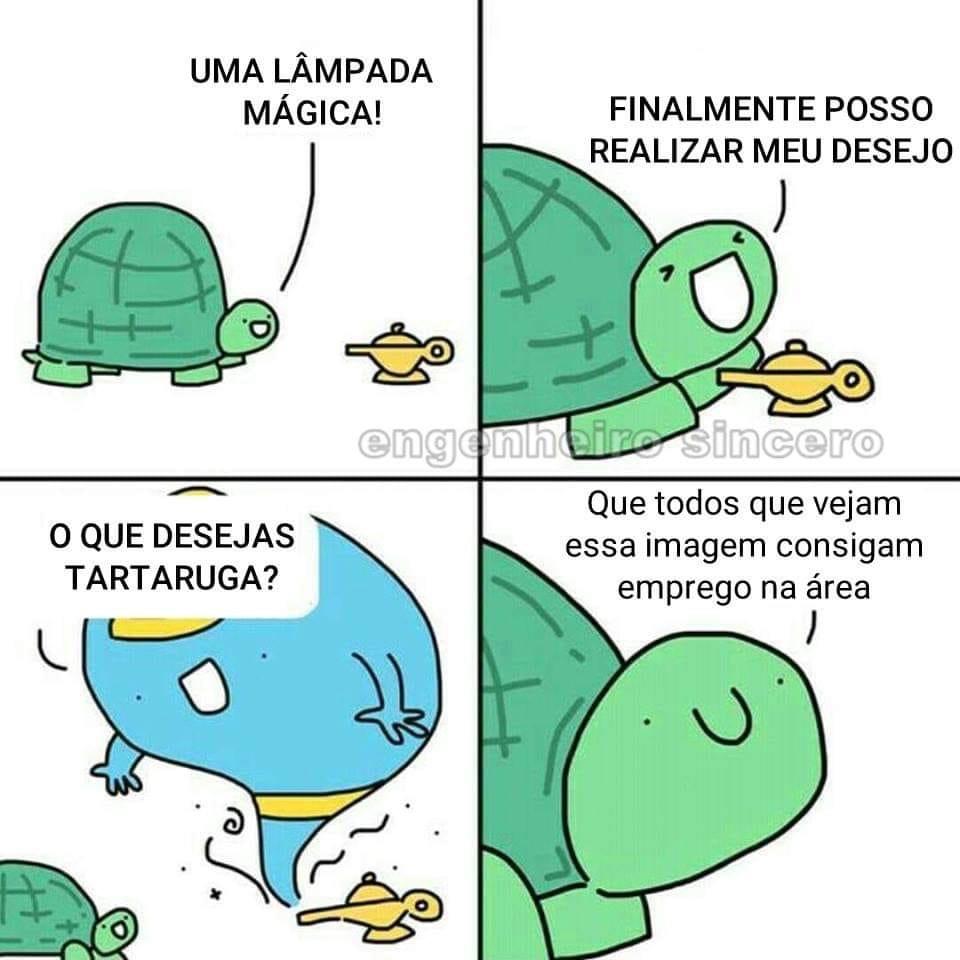 UMA LÂMPADA
MÁGICA!
FINALMENTE POSSO
REALIZAR MEU DESEJO
engenheiro sincero
O QUE DESEJAS
TARTARUGA?
Que todos que vejam
essa imagem consigam
emprego na área